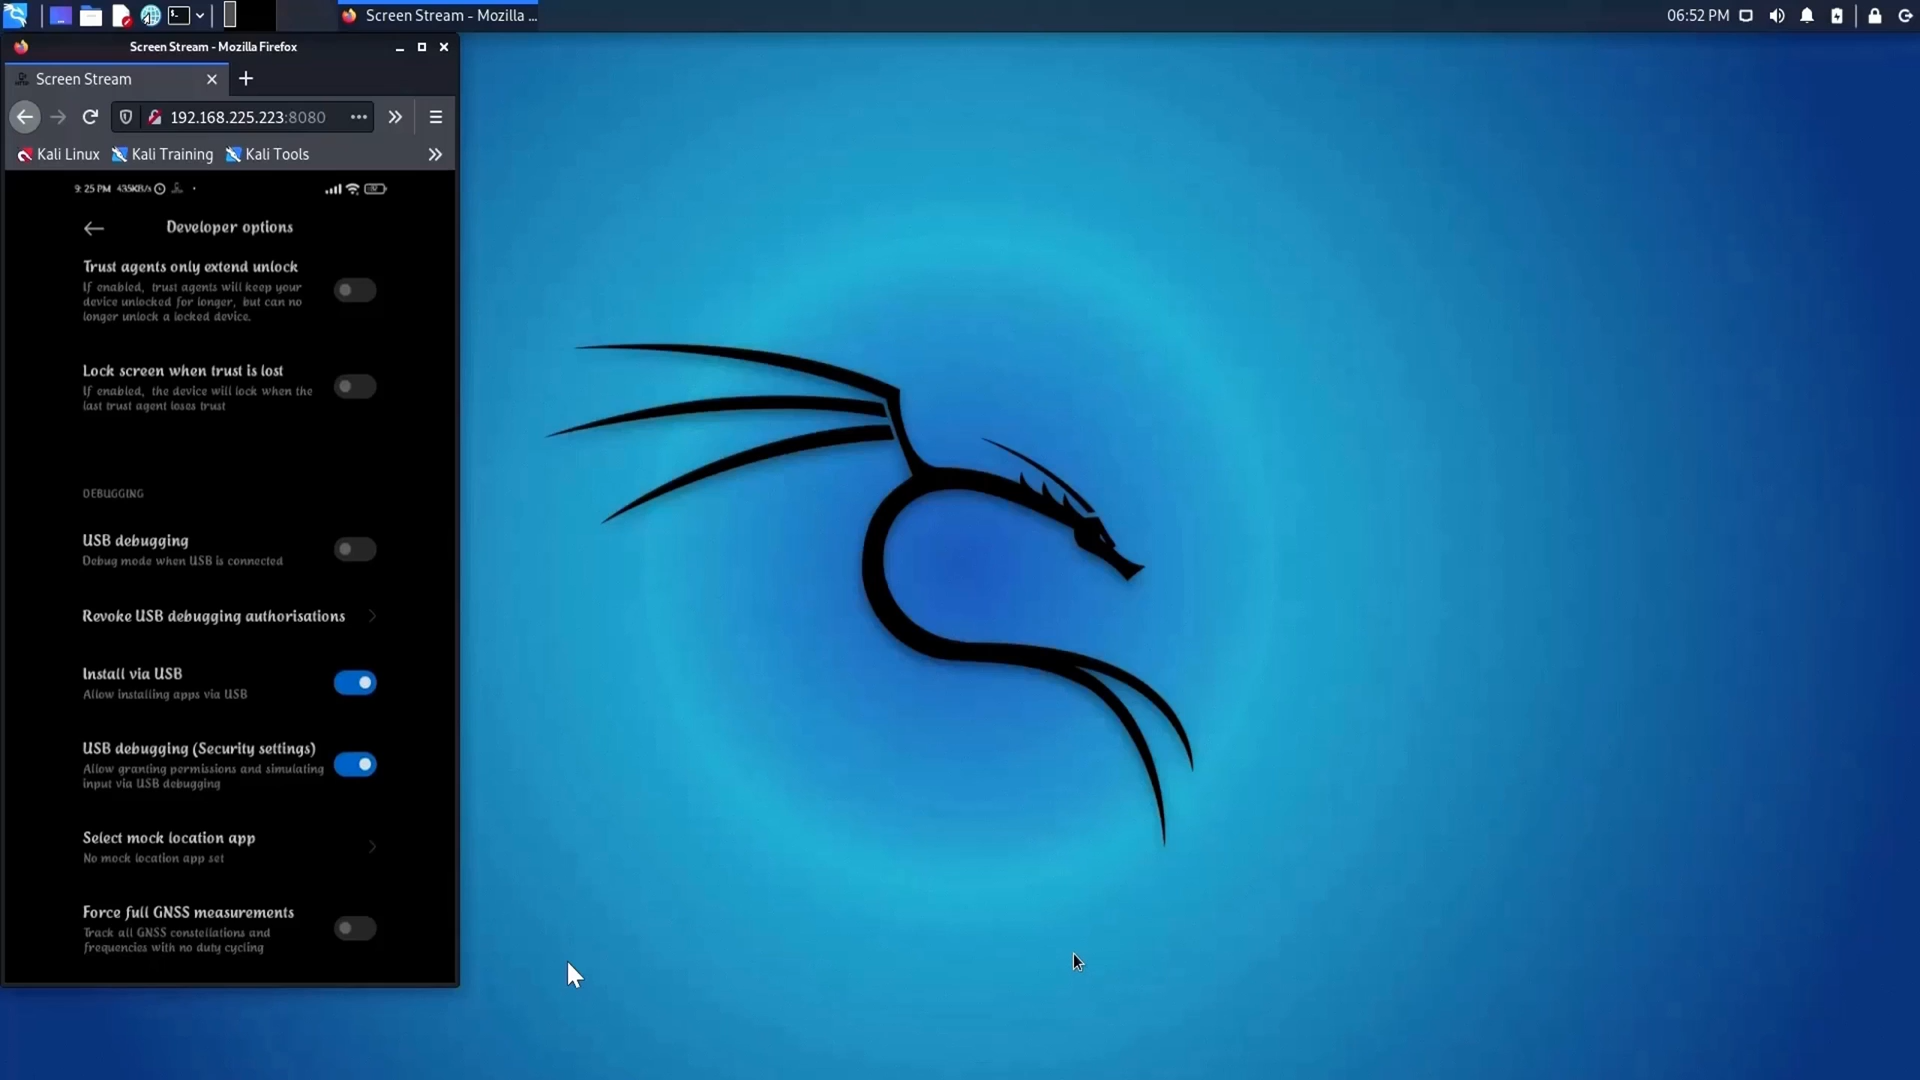 Screen Stream - Mozilla ...
06:52 PM
Screen Stream - Mozilla Firefox
Screen Stream
192.168.225.223:8080
Kali Linux
Kali Training
Kali Tools
9:25 PM 435KB/s
Developer options
Trust agents only extend unlock
If enabled, trust agents will keep your
device unlocked for longer, but can no
longer unlock a locked device.
Lock screen when trust is lost
If enabled, the device will lock when the
last trust agent loses trust
DEBUGGING
USB debugging
Debug mode when USB is connected
Revoke USB debugging authorisations
Install via USB
Allow installing apps via USB
USB debugging (Security settings)
Allow granting permissions and simulating
input via USB debugging
Select mock location app
No mock location app set
Force full GNSS measurements
Track all GNSS constellations and
frequencies with no duty cycling